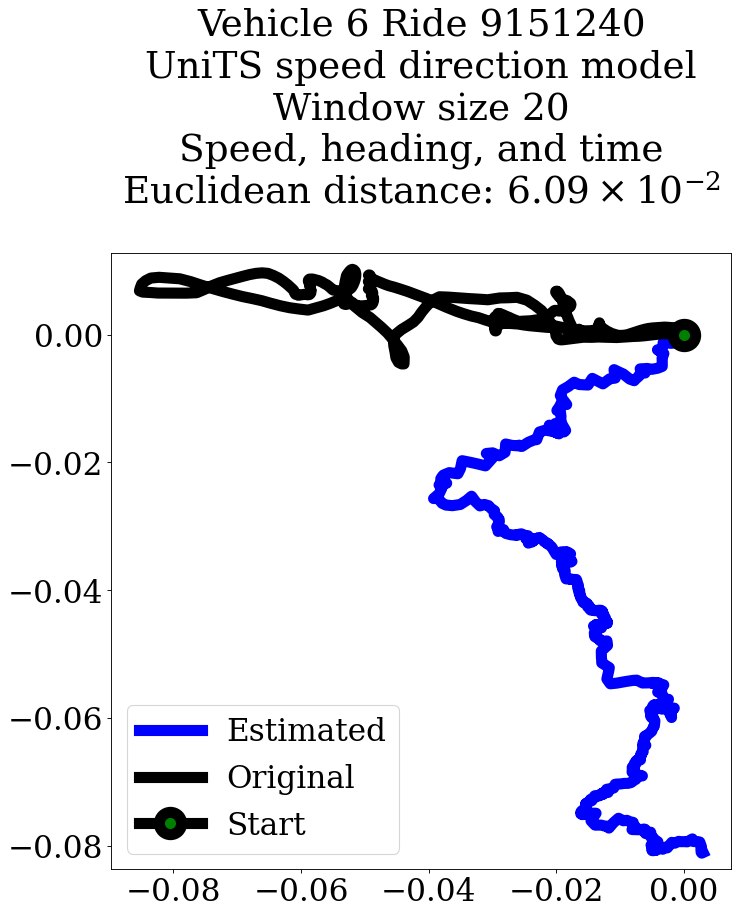 Vehicle 6 Ride 9151240
UniTS speed direction model
Window size 20
Speed, heading, and time
Euclidean distance: 6.09 × 10⁻²
0.00
−0.02
−0.04
−0.06
−0.08
Estimated
Original
Start
−0.08 −0.06 −0.04 −0.02 0.00